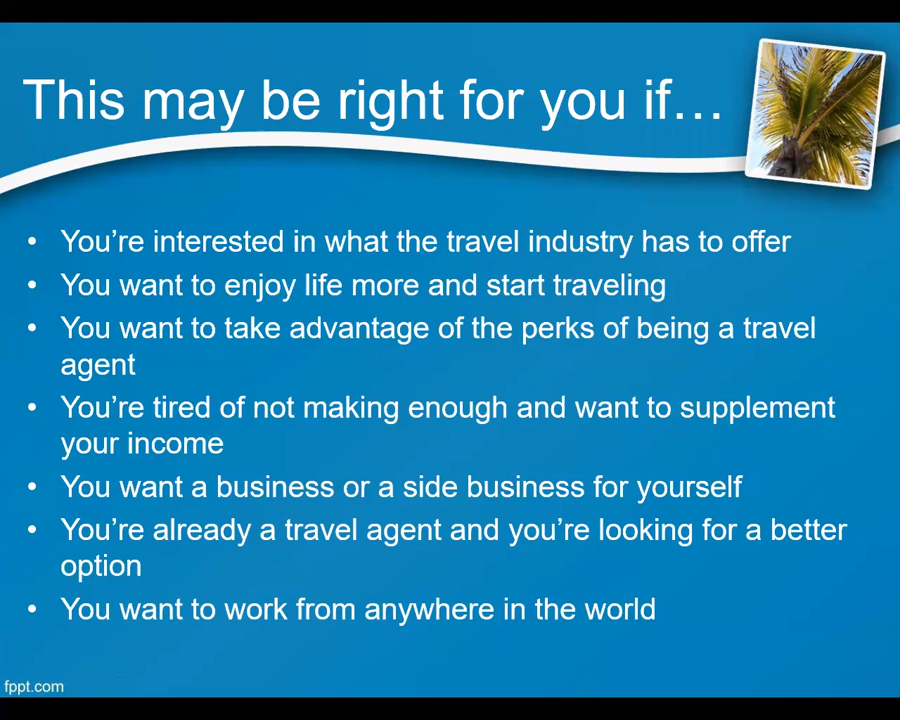 This may be right for you if…
• You’re interested in what the travel industry has to offer
• You want to enjoy life more and start traveling
• You want to take advantage of the perks of being a travel
agent
• You’re tired of not making enough and want to supplement
your income
• You want a business or a side business for yourself
• You’re already a travel agent and you’re looking for a better
option
• You want to work from anywhere in the world
fppt.com